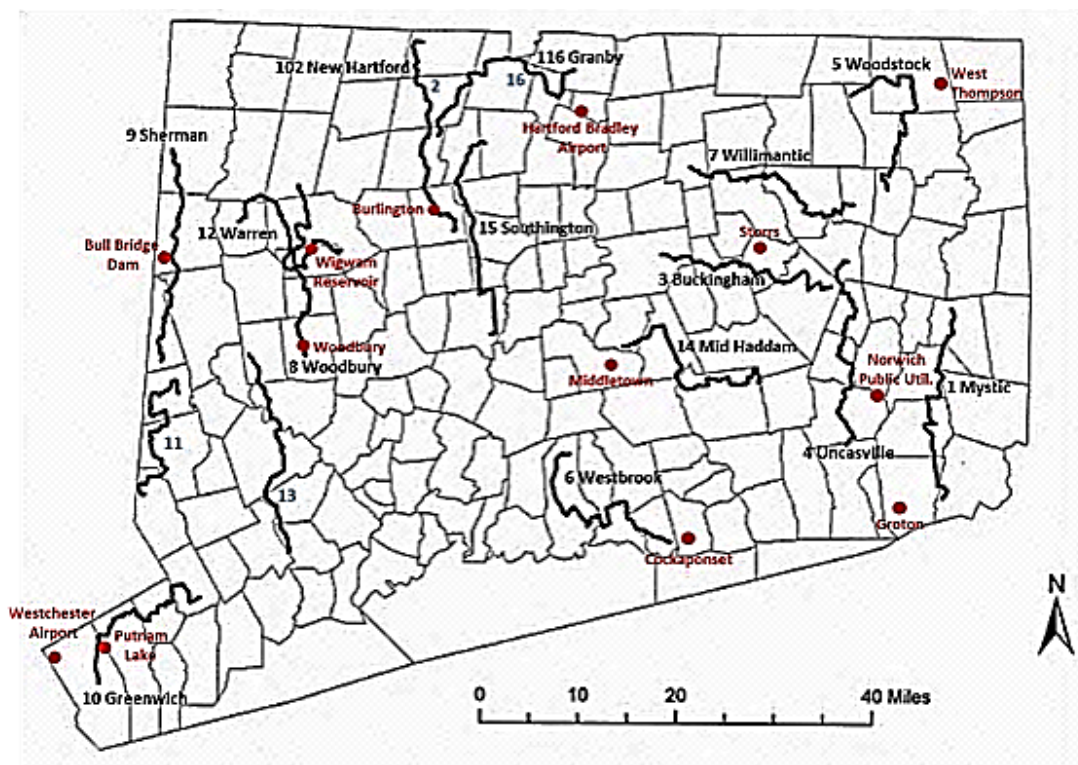 116 Granby
102 New Hartford
2
16
5 Woodstock
West
Thompson
Hartford Bradley
Airport
9 Sherman
7 Willimantic
Burlington
12 Warren
15 Southington
Storrs
Bull Bridge
Dam
Wigwam
Reservoir
3 Buckingham
Woodbury
8 Woodbury
14 Mid Haddam
Middletown
Norwich
Public Util.
1 Mystic
11
4 Uncasville
6 Westbrook
13
Groton
Cockaponset
N
Westchester
Airport
Putnam
Lake
10 Greenwich
0 10 20 40 Miles